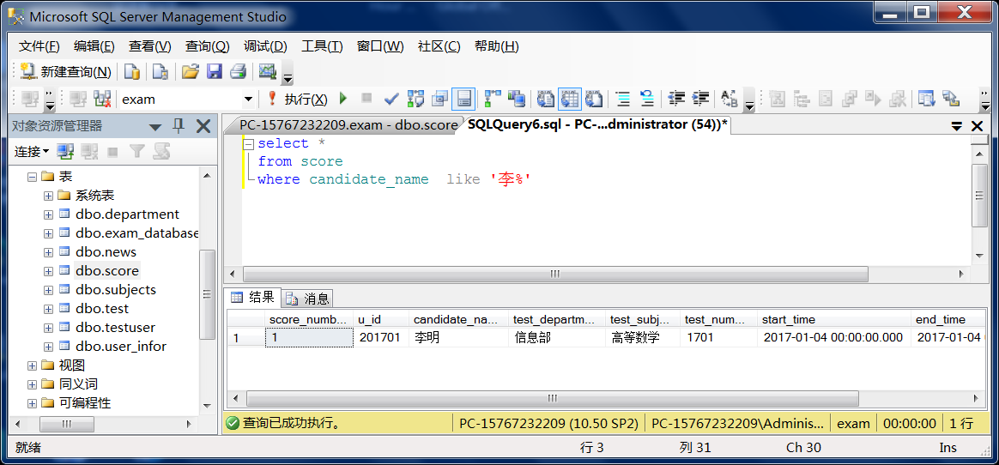 Microsoft SQL Server Management Studio
文件(F) 编辑(E) 查看(V) 查询(Q) 调试(D) 工具(T) 窗口(W) 社区(C) 帮助(H)
新建查询(N)
exam 执行(X)
对象资源管理器
PC-15767232209.exam - dbo.score SQLQuery6.sql - PC-...dministrator (54))*
连接
表
系统表
dbo.department
dbo.exam_database
dbo.news
dbo.score
dbo.subjects
dbo.test
dbo.testuser
dbo.user_infor
视图
同义词
可编程性
select *
from score
where candidate_name  like '李%'
结果 消息
score_numb... u_id candidate_na... test_departm... test_subj... test_num... start_time end_time
1 1 201701 李明 信息部 高等数学 1701 2017-01-04 00:00:00.000 2017-01-04
查询已成功执行。 PC-15767232209 (10.50 SP2) PC-15767232209\Adminis... exam 00:00:00 1 行
就绪 行 3 列 31 Ch 30 Ins